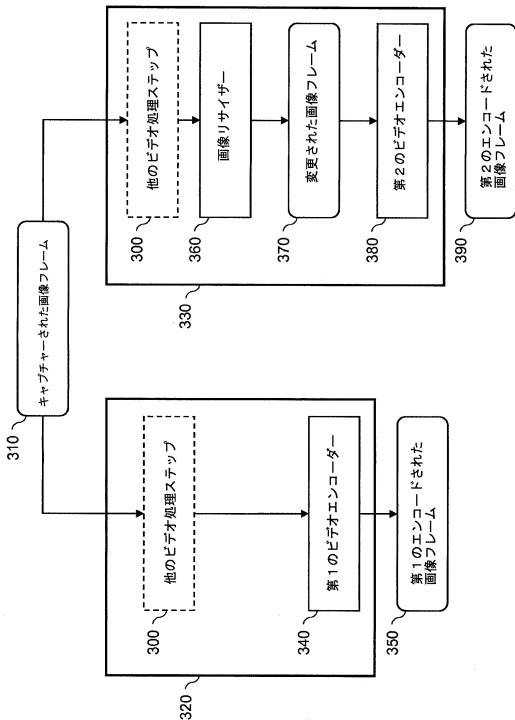 キャプチャーされた画像フレーム
310
他のビデオ処理ステップ
300
第1のビデオエンコーダー
340
320
第1のエンコードされた
画像フレーム
350
他のビデオ処理ステップ
300
画像リサイザー
360
変更された画像フレーム
370
第2のビデオエンコーダー
380
330
第2のエンコードされた
画像フレーム
390